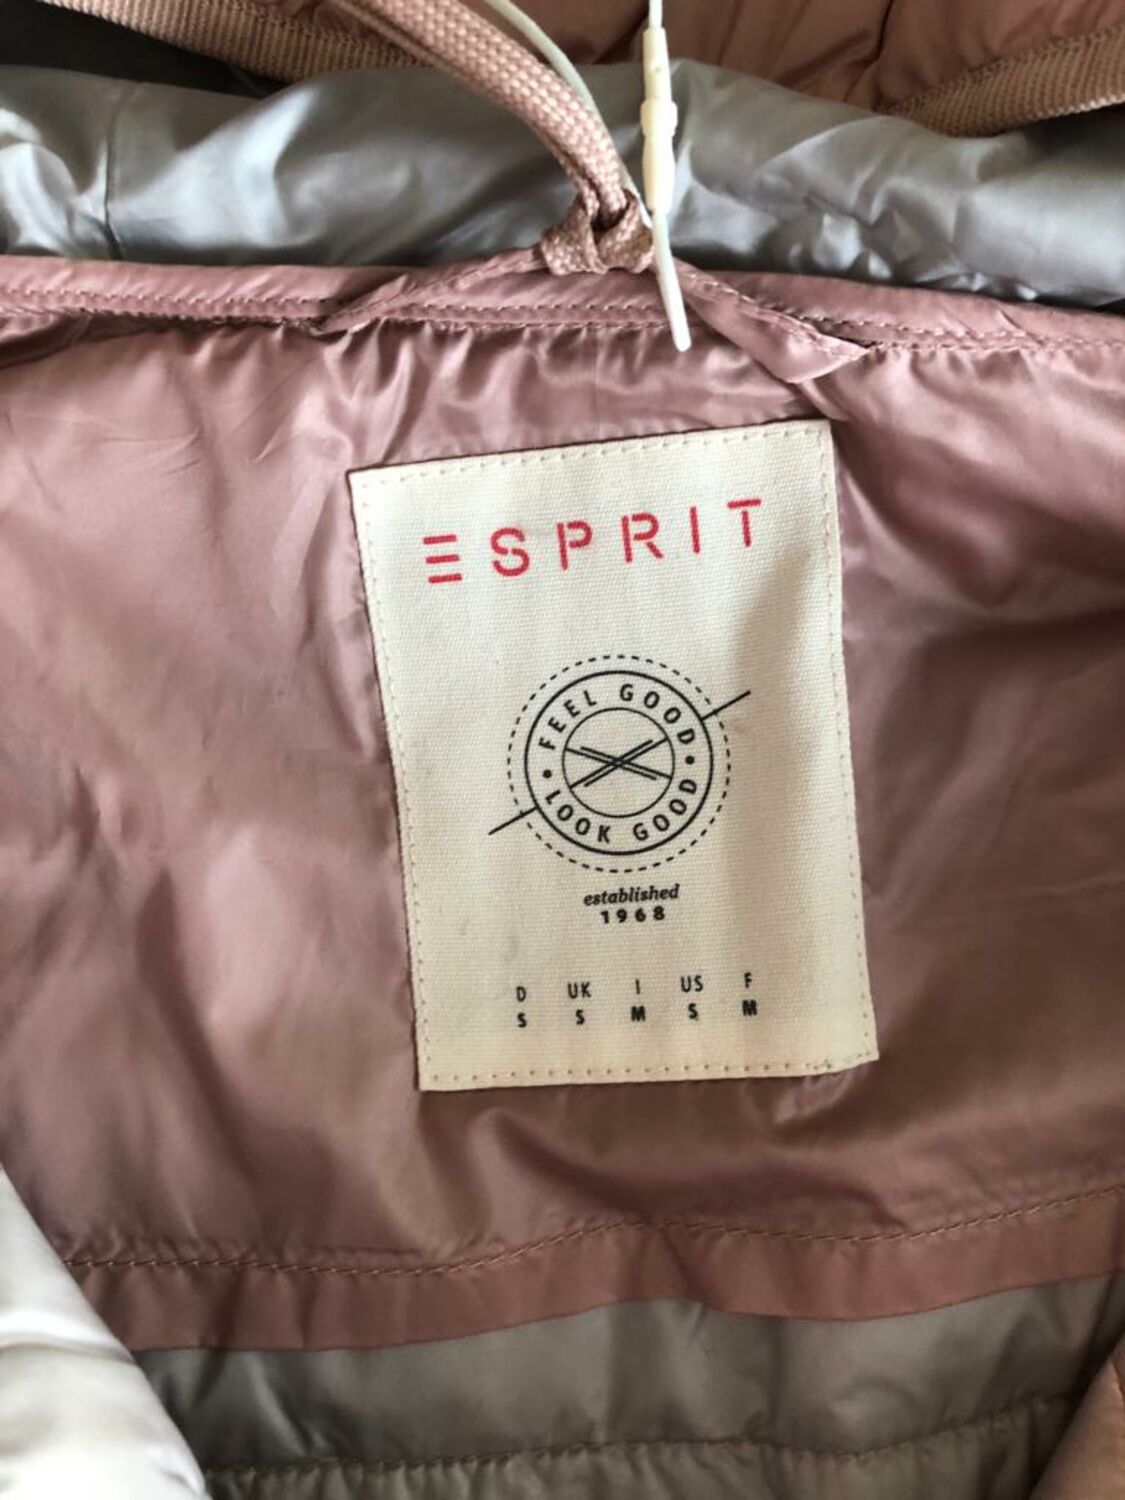 ESPRIT
FEEL GOOD
• LOOK GOOD •
established
1968
D UK I US F
S S M S M